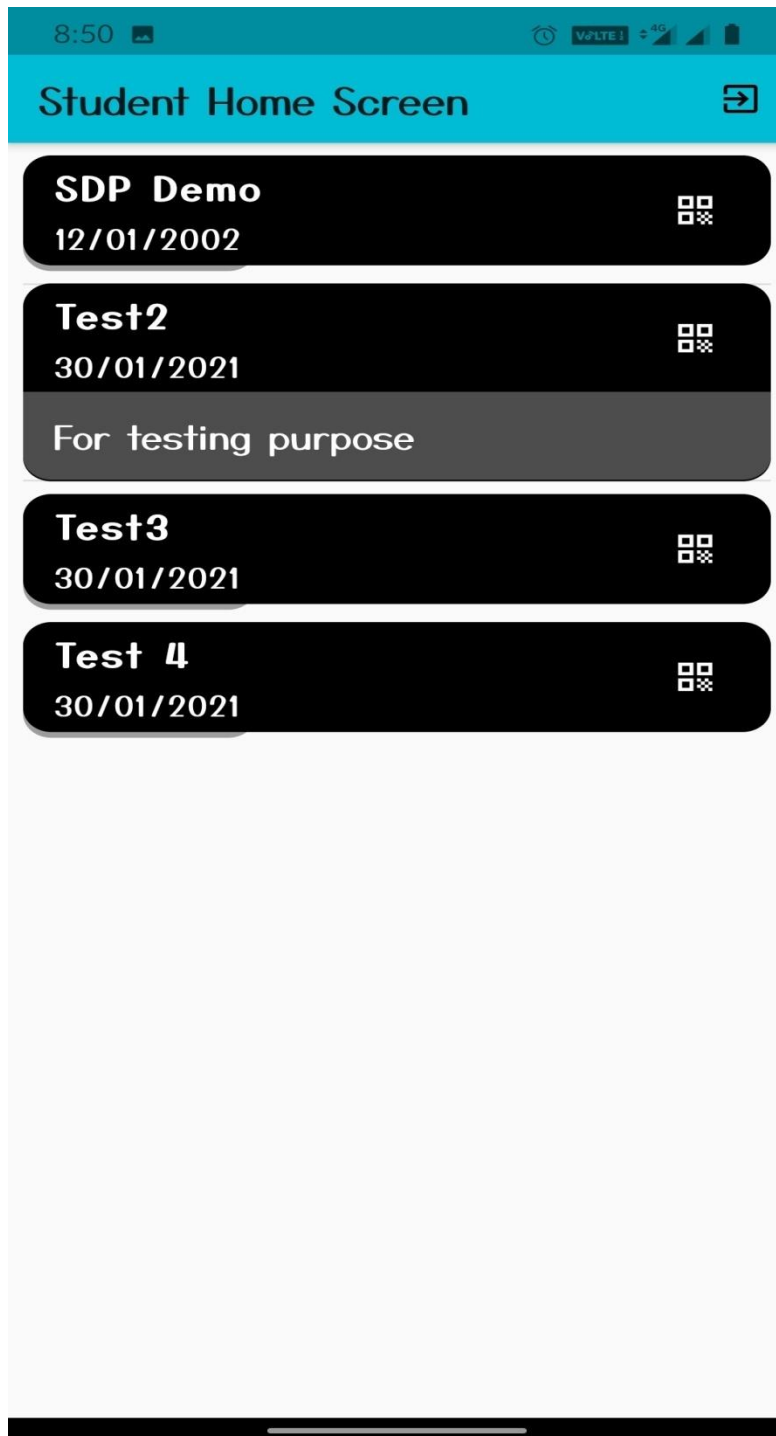 8:50
VoLTE 1 4G
Student Home Screen
SDP Demo
12/01/2002
Test2
30/01/2021
For testing purpose
Test3
30/01/2021
Test 4
30/01/2021